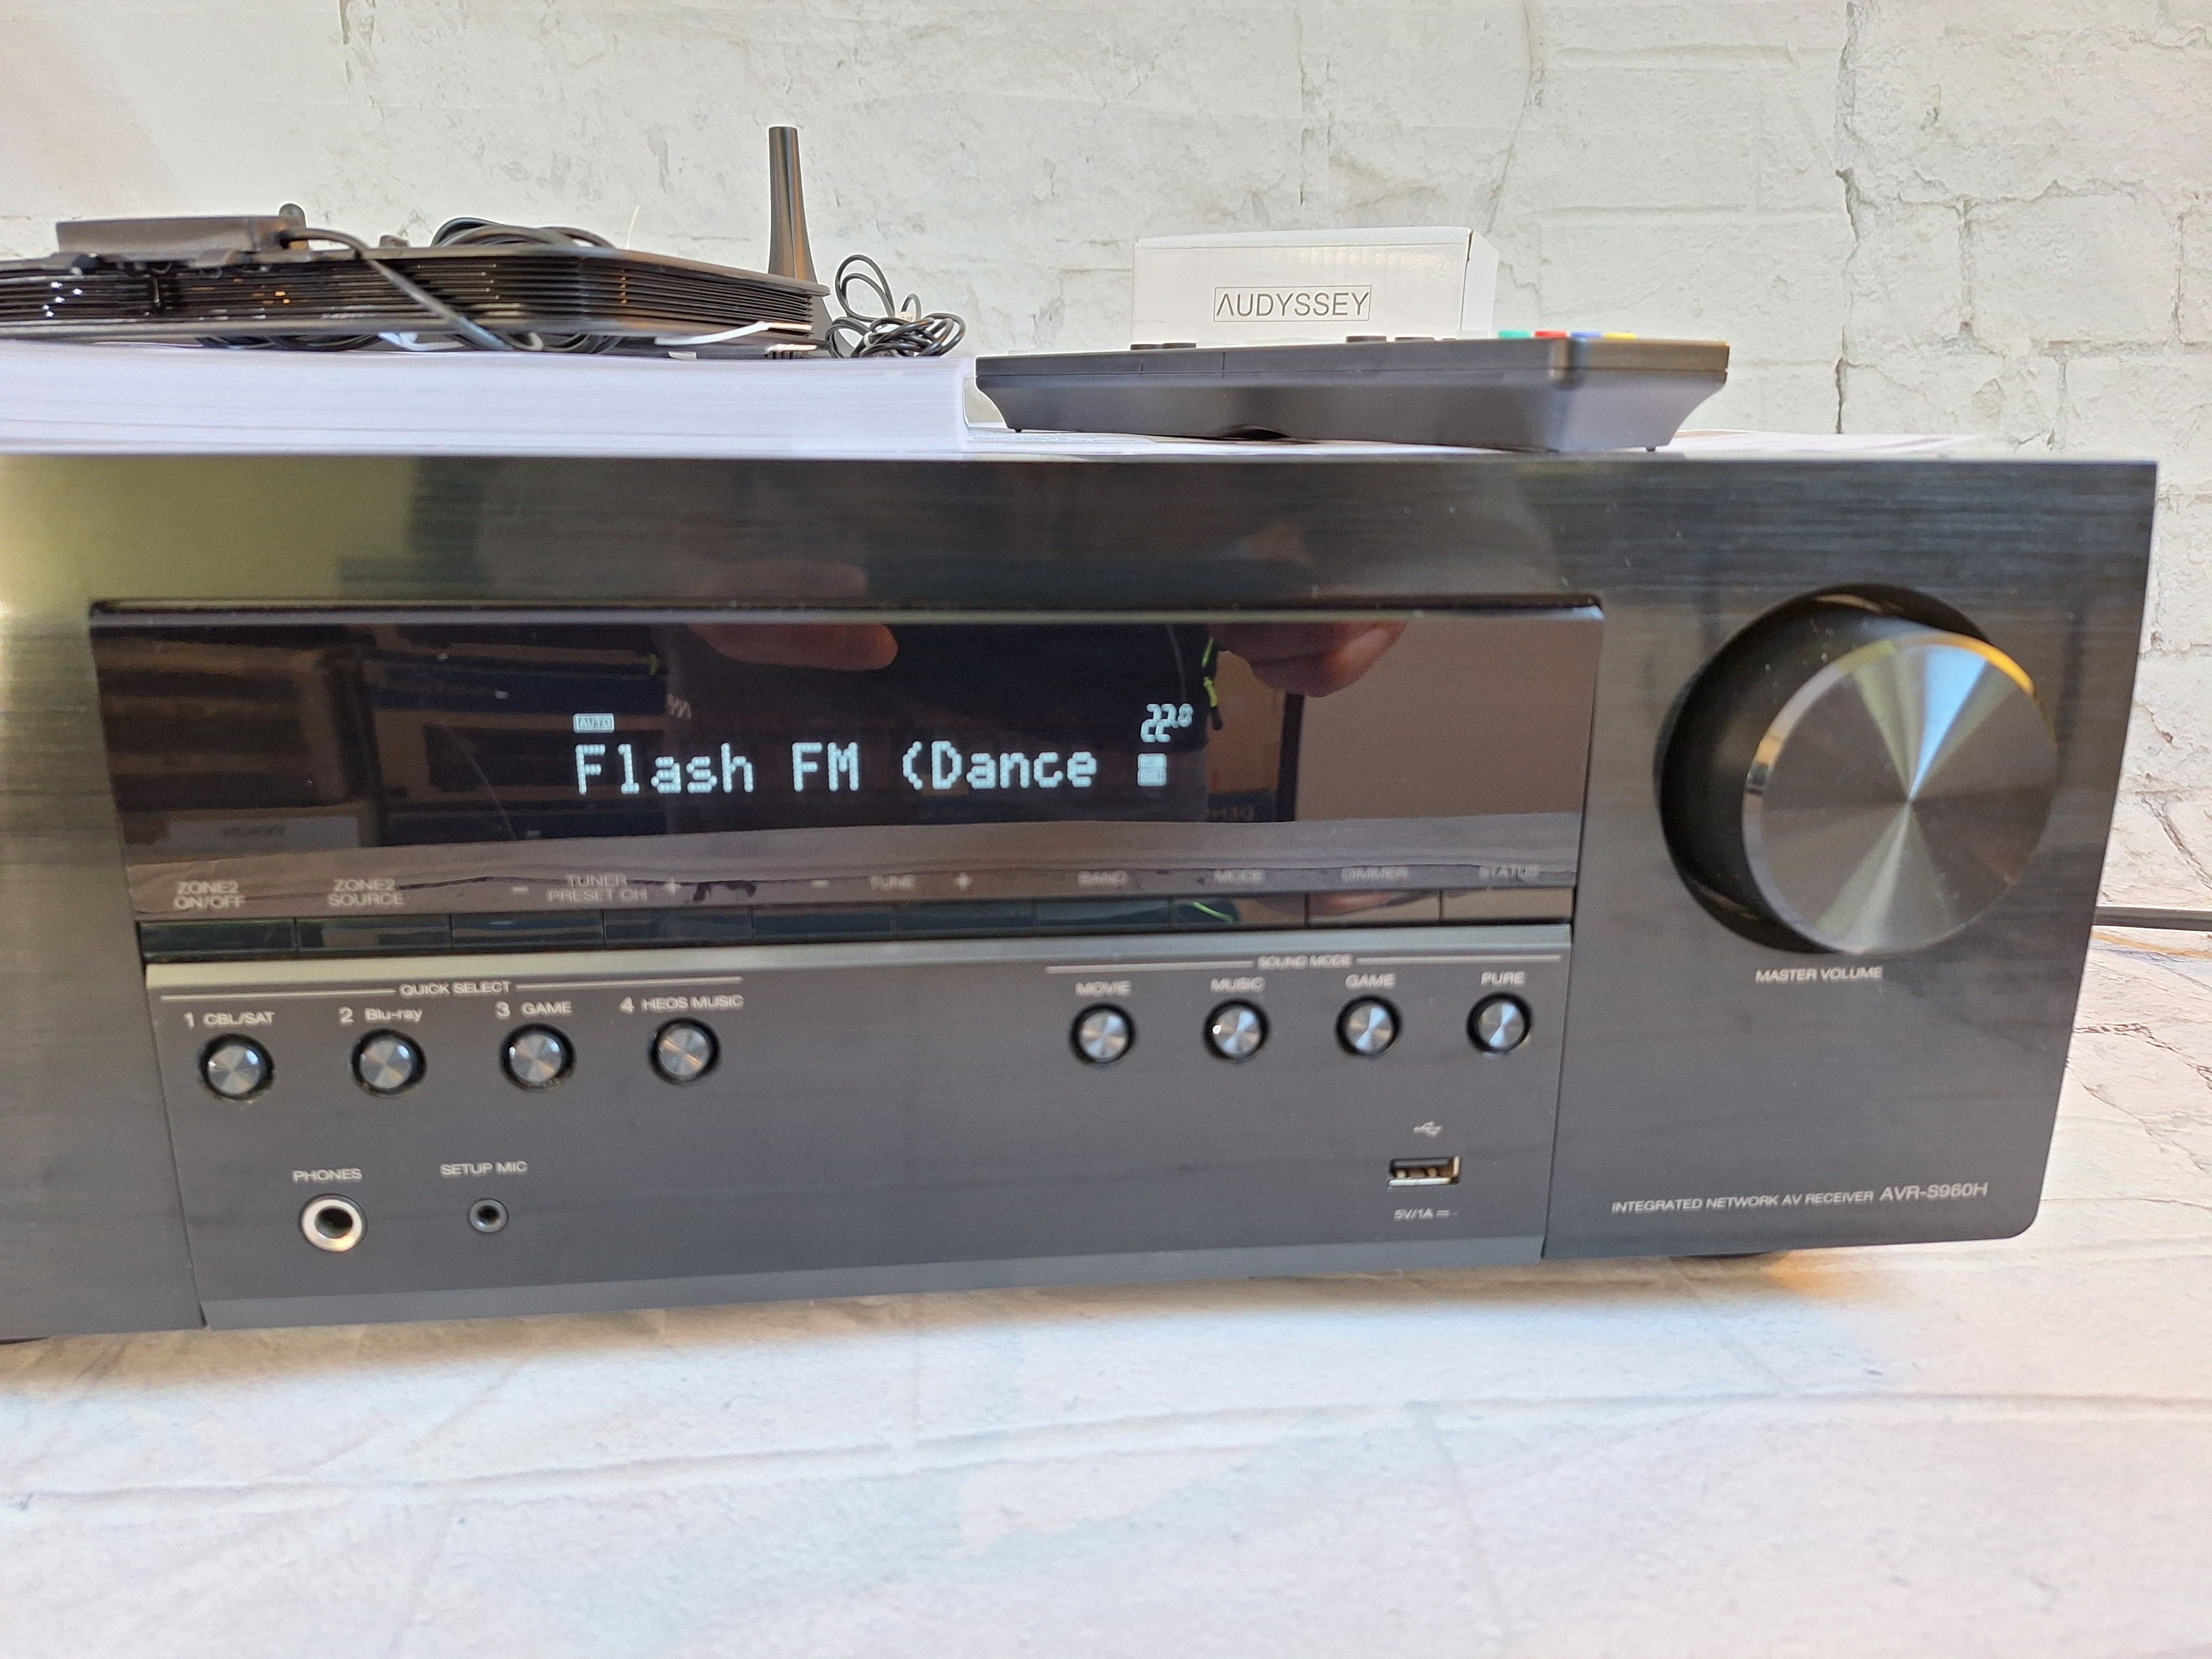 AUDYSSEY
AUTO
22.8
Flash FM (Dance
ZONE2 ON/OFF
ZONE2 SOURCE
- TUNER PRESET CH +
- TUNE +
BAND
MODE
DIMMER
STATUS
QUICK SELECT
1 CBL/SAT
2 Blu-ray
3 GAME
4 HEOS MUSIC
SOUND MODE
MOVIE
MUSIC
GAME
PURE
MASTER VOLUME
PHONES
SETUP MIC
5V/1A
INTEGRATED NETWORK AV RECEIVER AVR-S960H